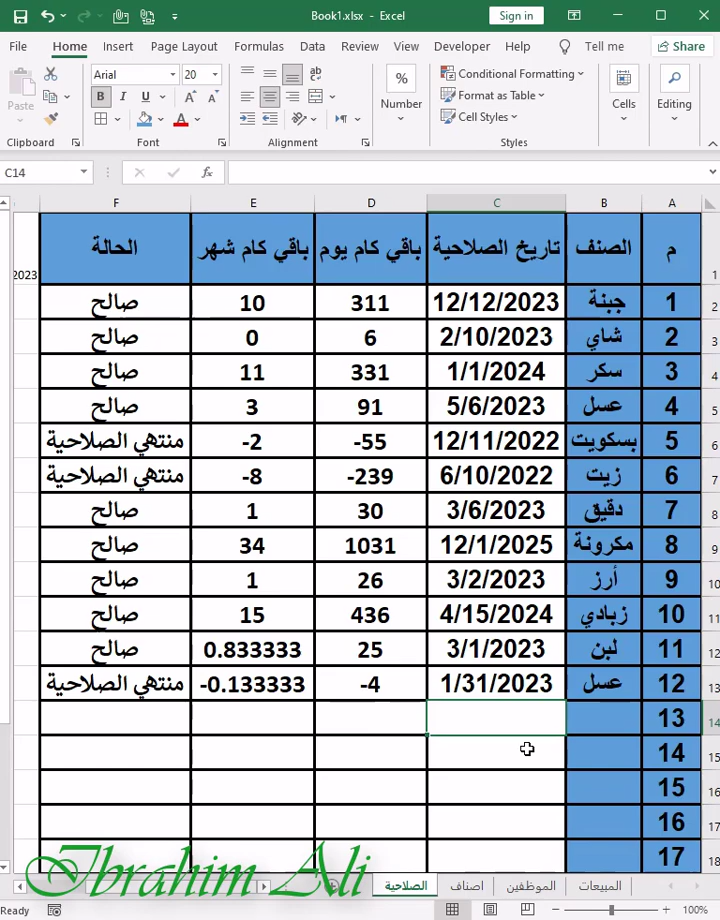 Book1.xlsx - Excel
Sign in
File Home Insert Page Layout Formulas Data Review View Developer Help Tell me Share
Arial 20
Paste
B I U A A
ab
c
% Number
Conditional Formatting
Format as Table
Cell Styles
Cells
Editing
Clipboard Font Alignment Styles
C14 fx
F E D C B A
م الصنف تاريخ الصلاحية باقي كام يوم باقي كام شهر الحالة 1
2023
1 جبنة 12/12/2023 311 10 صالح 2
2 شاي 2/10/2023 6 0 صالح 3
3 سكر 1/1/2024 331 11 صالح 4
4 عسل 5/6/2023 91 3 صالح 5
5 بسكويت 12/11/2022 -55 -2 منتهي الصلاحية 6
6 زيت 6/10/2022 -239 -8 منتهي الصلاحية 7
7 دقيق 3/6/2023 30 1 صالح 8
8 مكرونة 12/1/2025 1031 34 صالح 9
9 أرز 3/2/2023 26 1 صالح 10
10 زبادي 4/15/2024 436 15 صالح 11
11 لبن 3/1/2023 25 0.833333 صالح 12
12 عسل 1/31/2023 -4 -0.133333 منتهي الصلاحية 13
13 14
14 15
15 16
16 17
17 18
Ibrahim Ali
الصلاحية اصناف الموظفين المبيعات
Ready 100%